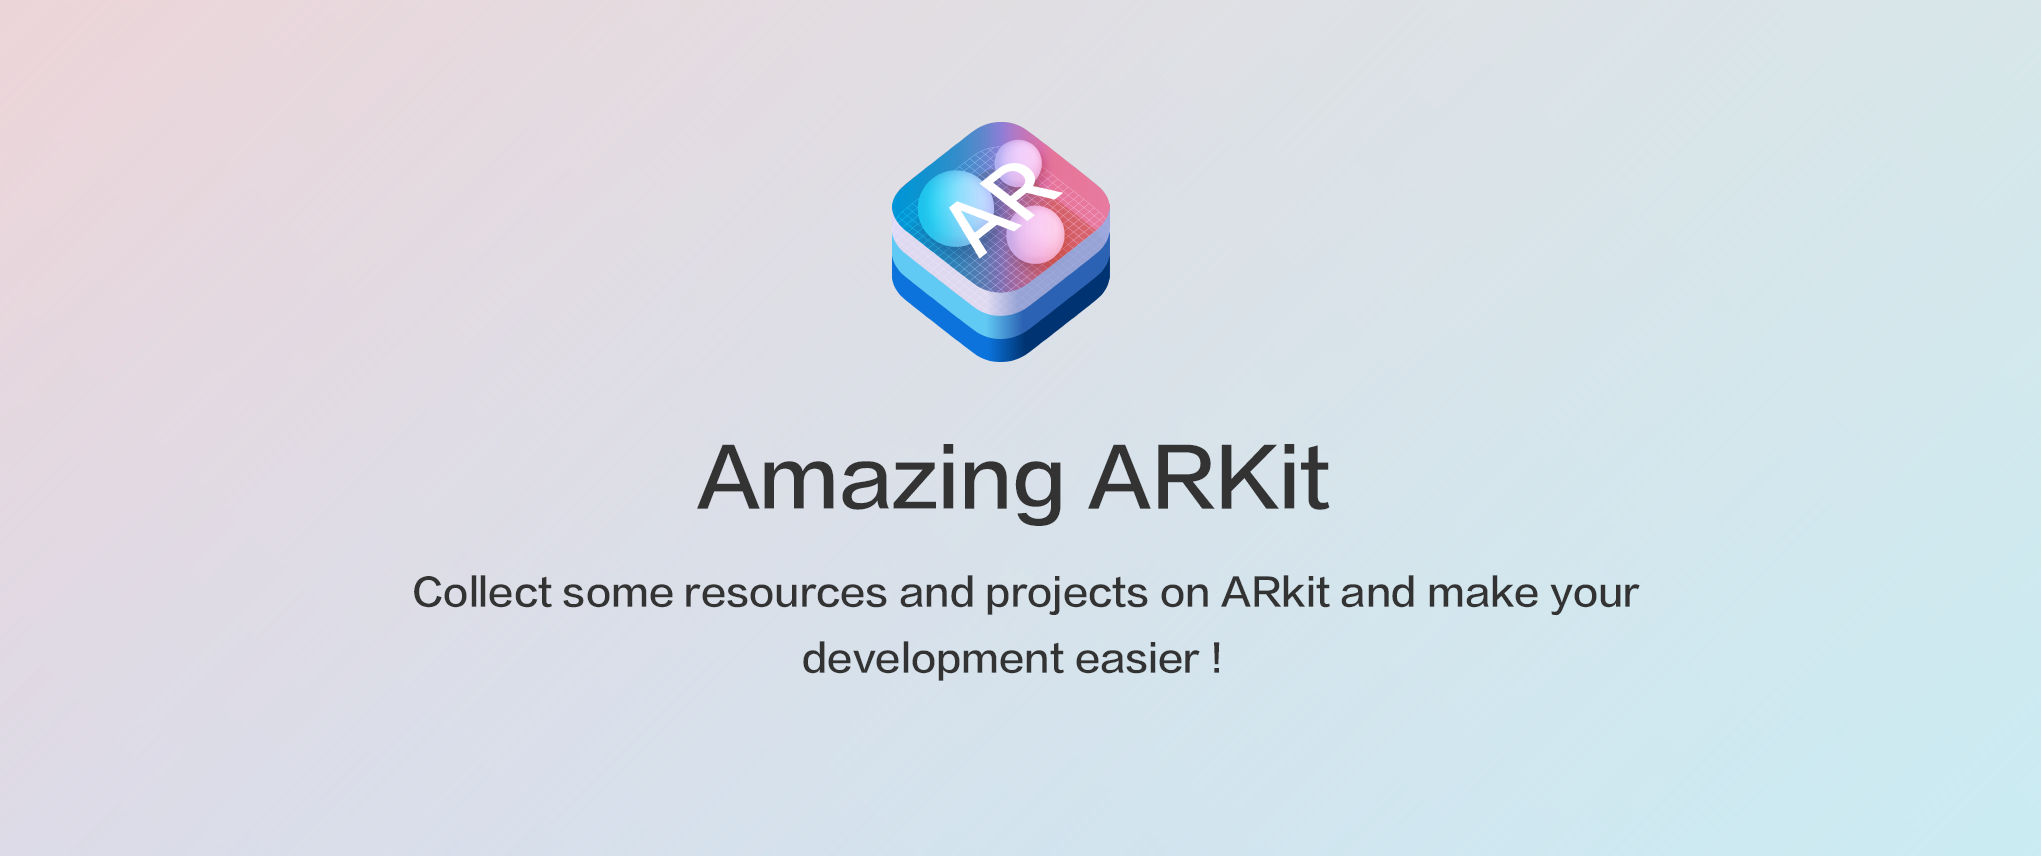 AR
Amazing ARKit
Collect some resources and projects on ARkit and make your
development easier !